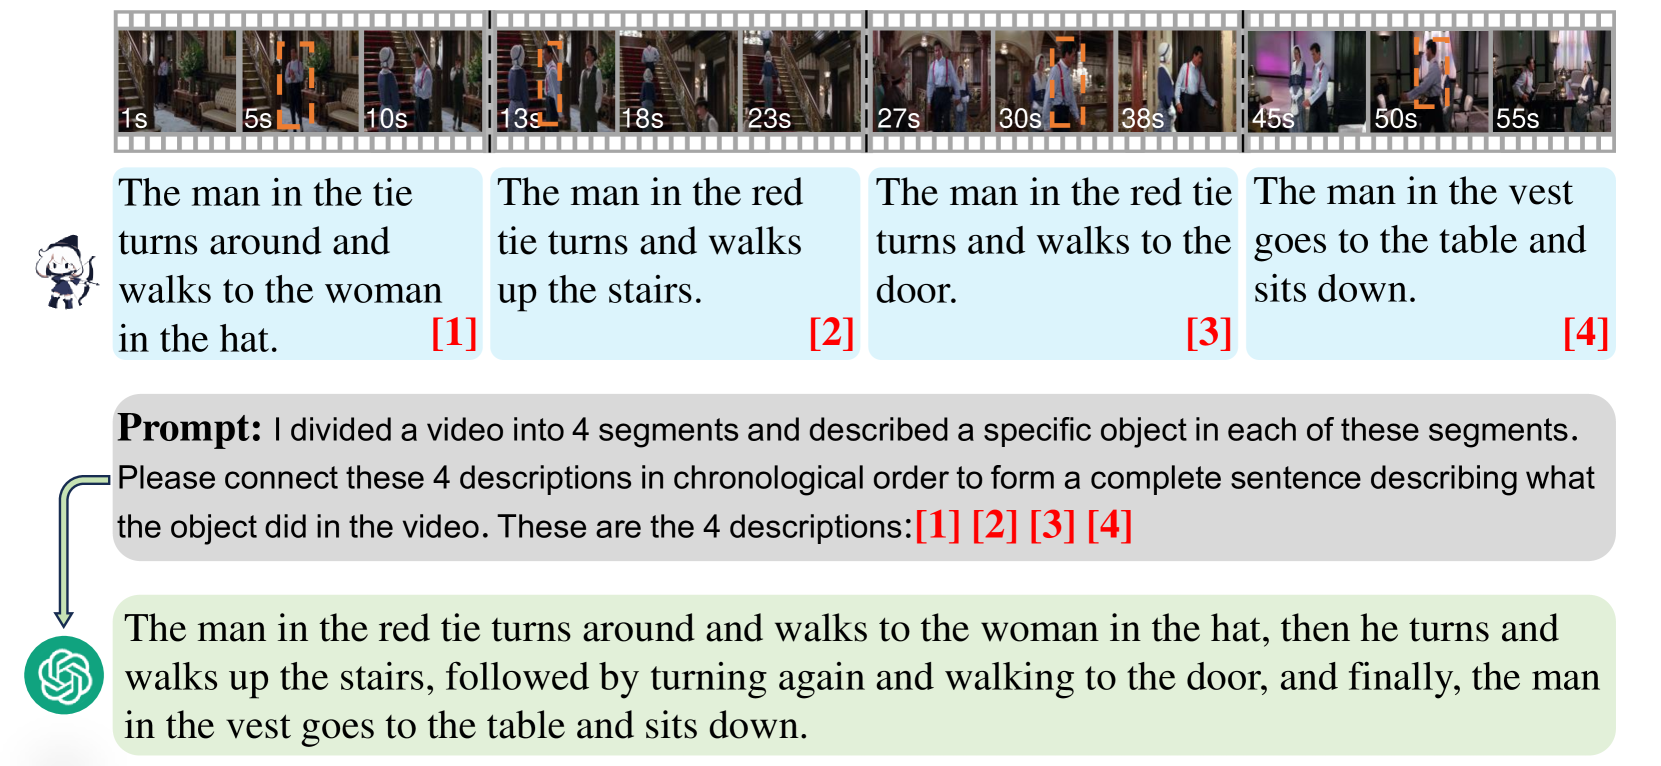 1s 5s 10s 13s 18s 23s 27s 30s 38s 45s 50s 55s
The man in the tie
turns around and
walks to the woman
in the hat. [1]
The man in the red
tie turns and walks
up the stairs.
[2]
The man in the red tie
turns and walks to the
door.
[3]
The man in the vest
goes to the table and
sits down.
[4]
Prompt: I divided a video into 4 segments and described a specific object in each of these segments.
Please connect these 4 descriptions in chronological order to form a complete sentence describing what
the object did in the video. These are the 4 descriptions:[1] [2] [3] [4]
The man in the red tie turns around and walks to the woman in the hat, then he turns and
walks up the stairs, followed by turning again and walking to the door, and finally, the man
in the vest goes to the table and sits down.